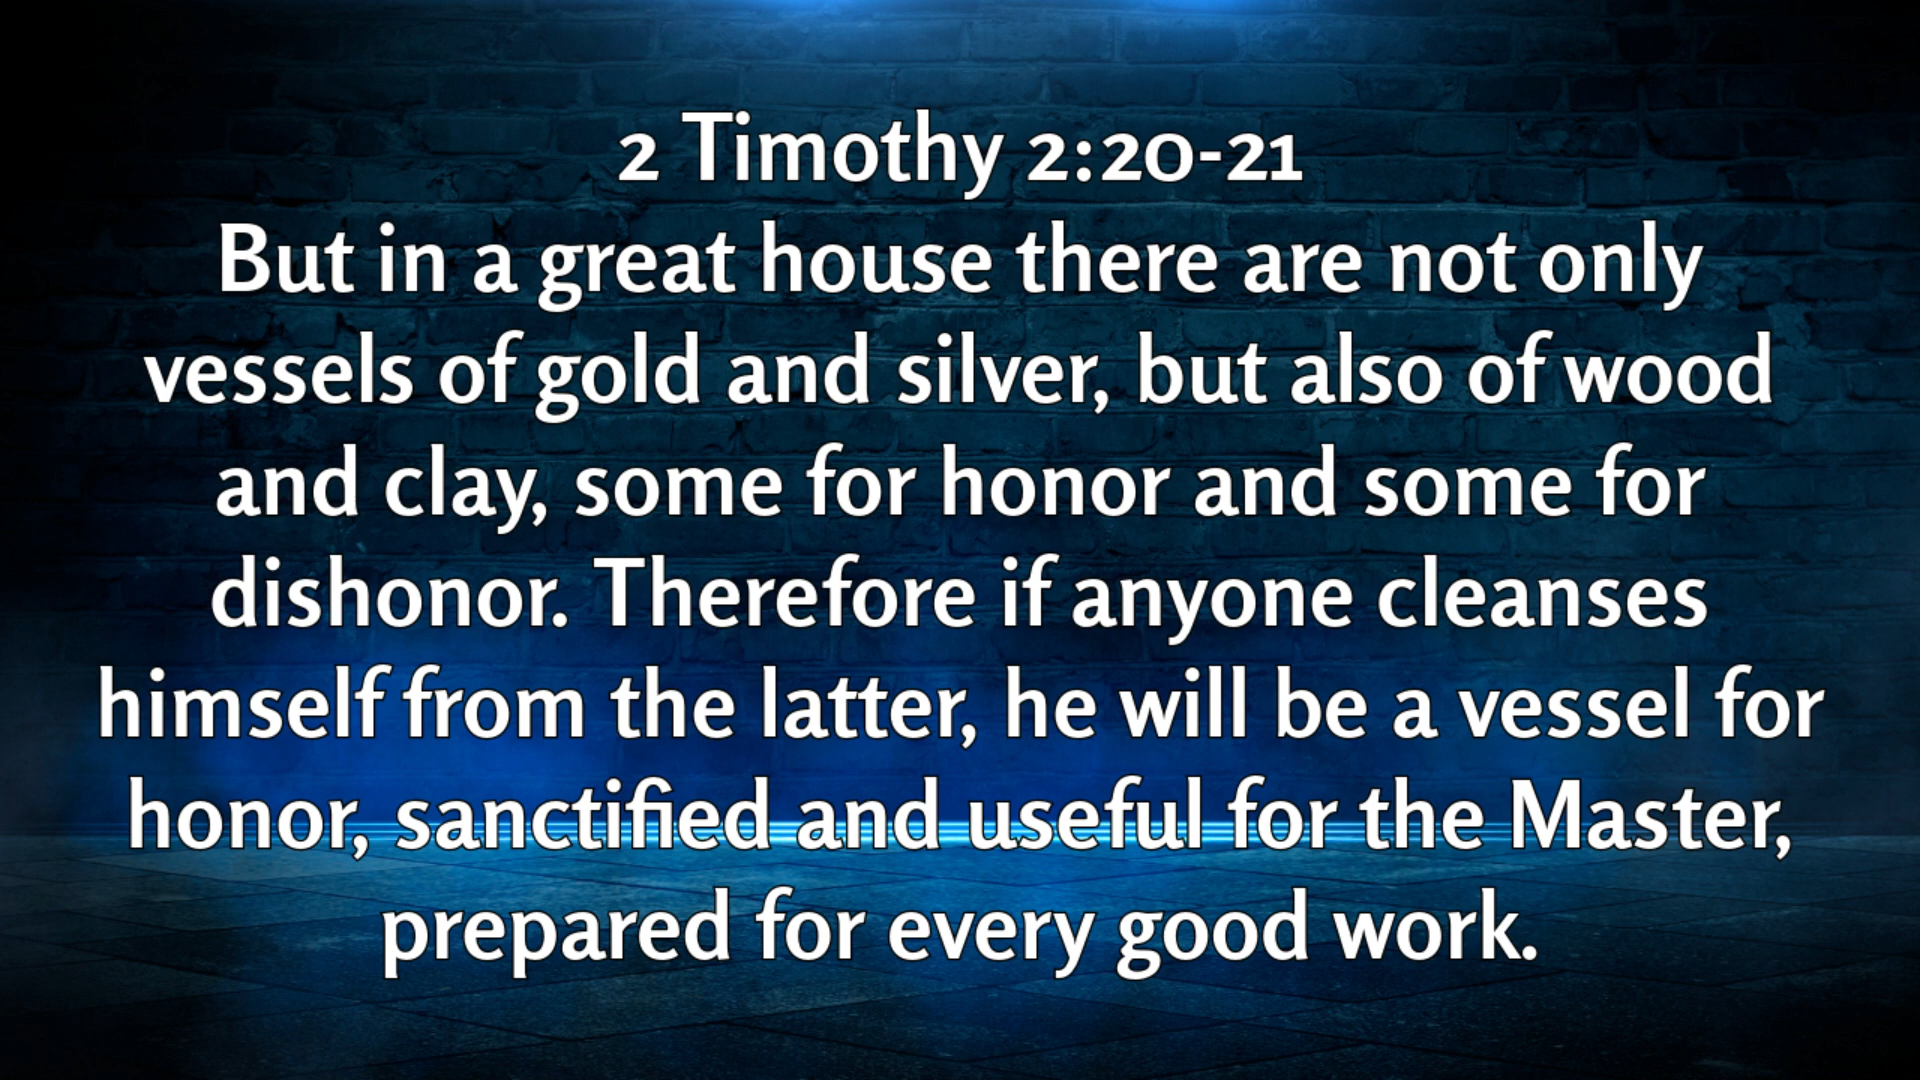 2 Timothy 2:20-21
But in a great house there are not only
vessels of gold and silver, but also of wood
and clay, some for honor and some for
dishonor. Therefore if anyone cleanses
himself from the latter, he will be a vessel for
honor, sanctified and useful for the Master,
prepared for every good work.